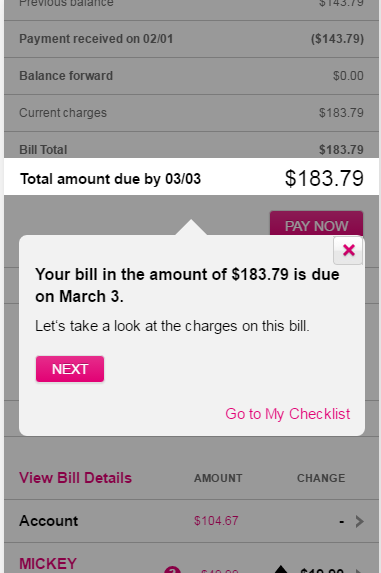 Previous balance $143.79
Payment received on 02/01 ($143.79)
Balance forward $0.00
Current charges $183.79
Bill Total $183.79
Total amount due by 03/03 $183.79
PAY NOW
Your bill in the amount of $183.79 is due
on March 3.
Let's take a look at the charges on this bill.
NEXT
Go to My Checklist
View Bill Details AMOUNT CHANGE
Account $104.67 -
MICKEY